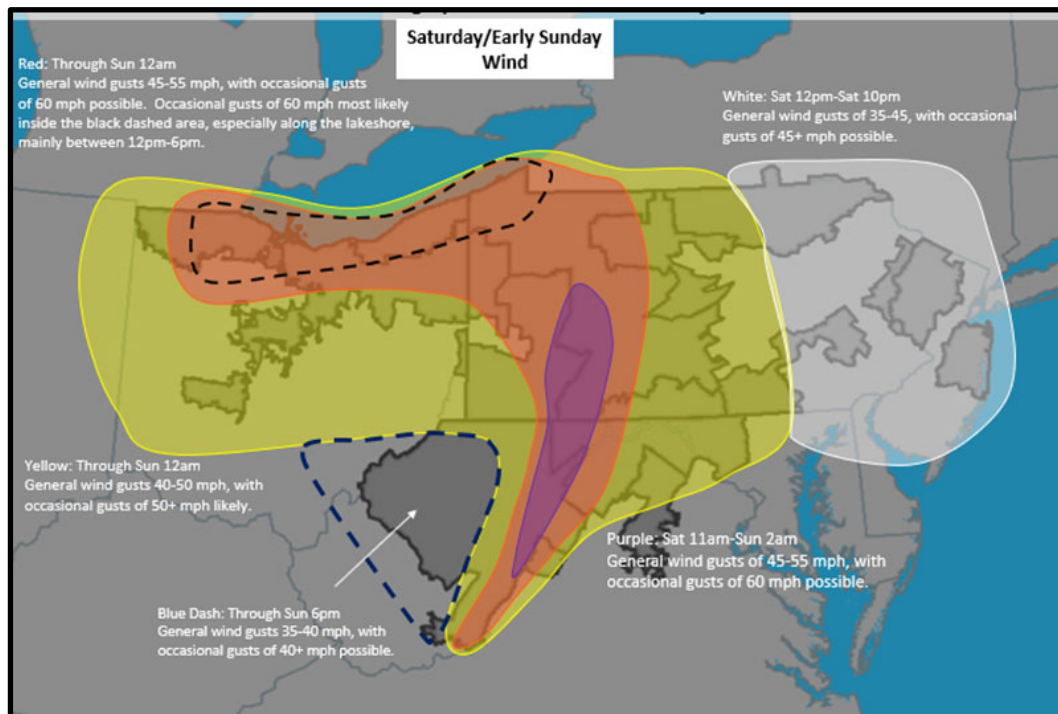 Saturday/Early Sunday
Wind
Red: Through Sun 12am
General wind gusts 45-55 mph, with occasional gusts
of 60 mph possible.  Occasional gusts of 60 mph most likely
inside the black dashed area, especially along the lakeshore,
mainly between 12pm-6pm.
White: Sat 12pm-Sat 10pm
General wind gusts of 35-45, with occasional
gusts of 45+ mph possible.
Yellow: Through Sun 12am
General wind gusts 40-50 mph, with
occasional gusts of 50+ mph likely.
Purple: Sat 11am-Sun 2am
General wind gusts of 45-55 mph, with
occasional gusts of 60 mph possible.
Blue Dash: Through Sun 6pm
General wind gusts 35-40 mph, with
occasional gusts of 40+ mph possible.